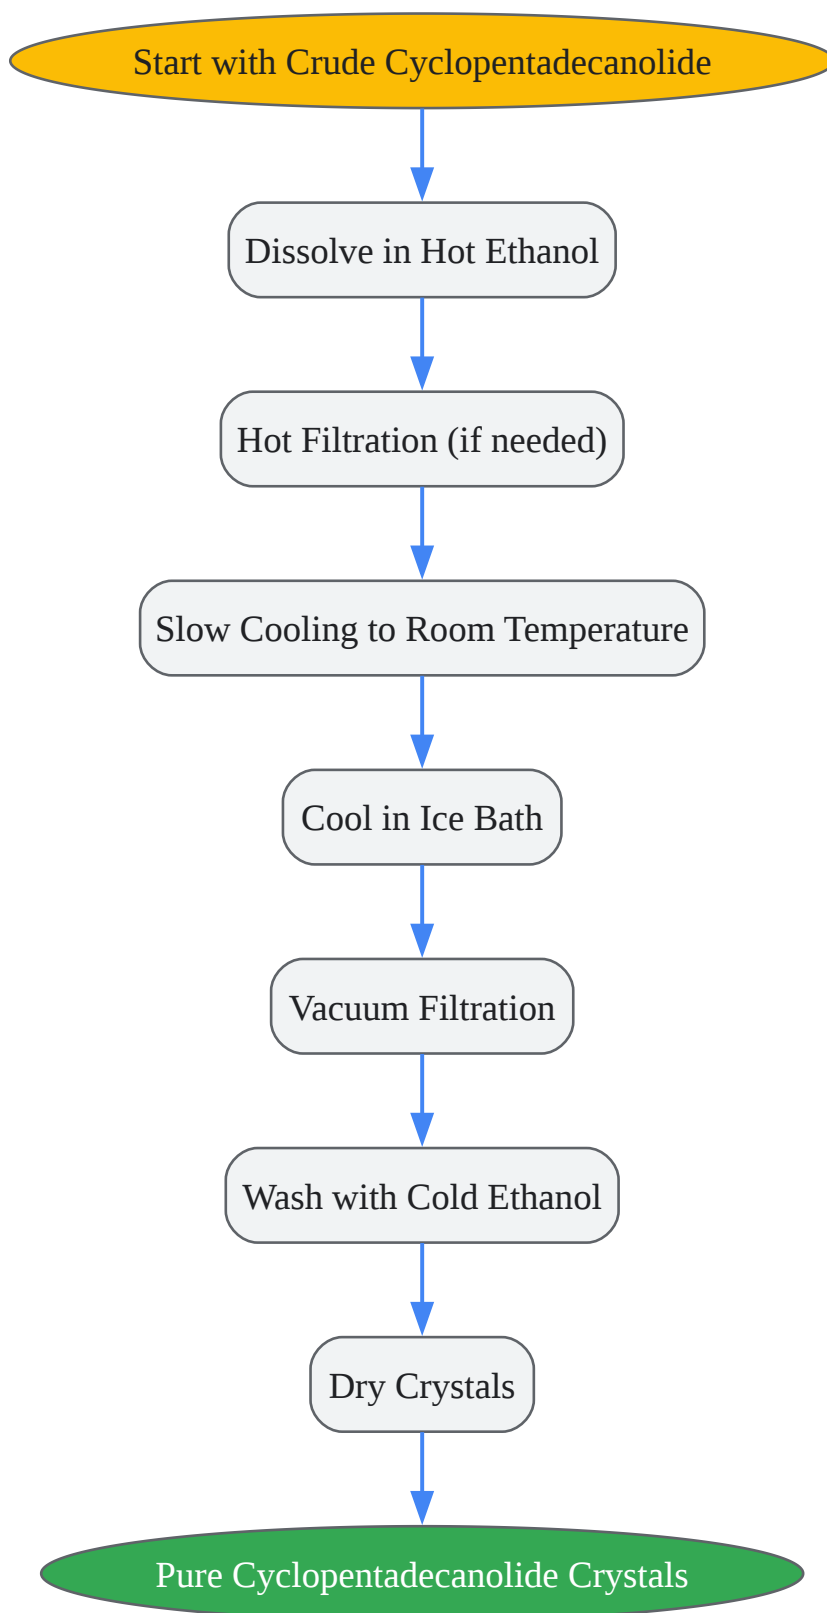 Start with Crude Cyclopentadecanolide
Dissolve in Hot Ethanol
Hot Filtration (if needed)
Slow Cooling to Room Temperature
Cool in Ice Bath
Vacuum Filtration
Wash with Cold Ethanol
Dry Crystals
Pure Cyclopentadecanolide Crystals